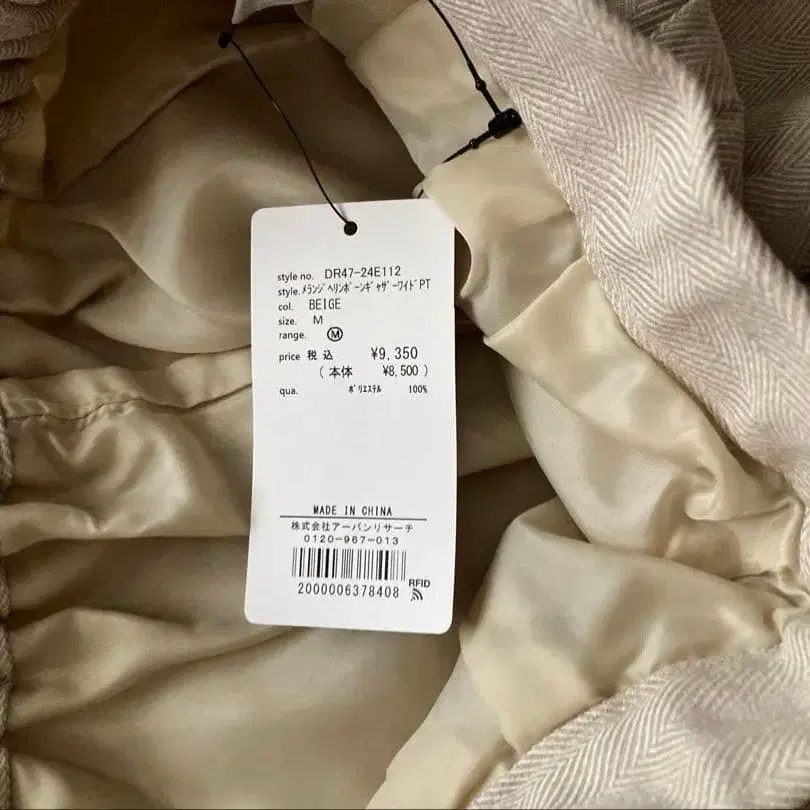 style no. DR47-24E112
style. ﾒﾗﾝｼﾞﾍﾘﾝﾎﾞｰﾝｷﾞｬｻﾞｰﾜｲﾄﾞPT
col. BEIGE
size. M
range. Ⓜ
price 税込 ¥9,350
(本体 ¥8,500)
qua. ﾎﾟﾘｴｽﾃﾙ 100%
MADE IN CHINA
株式会社アーバンリサーチ
0120-967-013
RFID
2000006378408